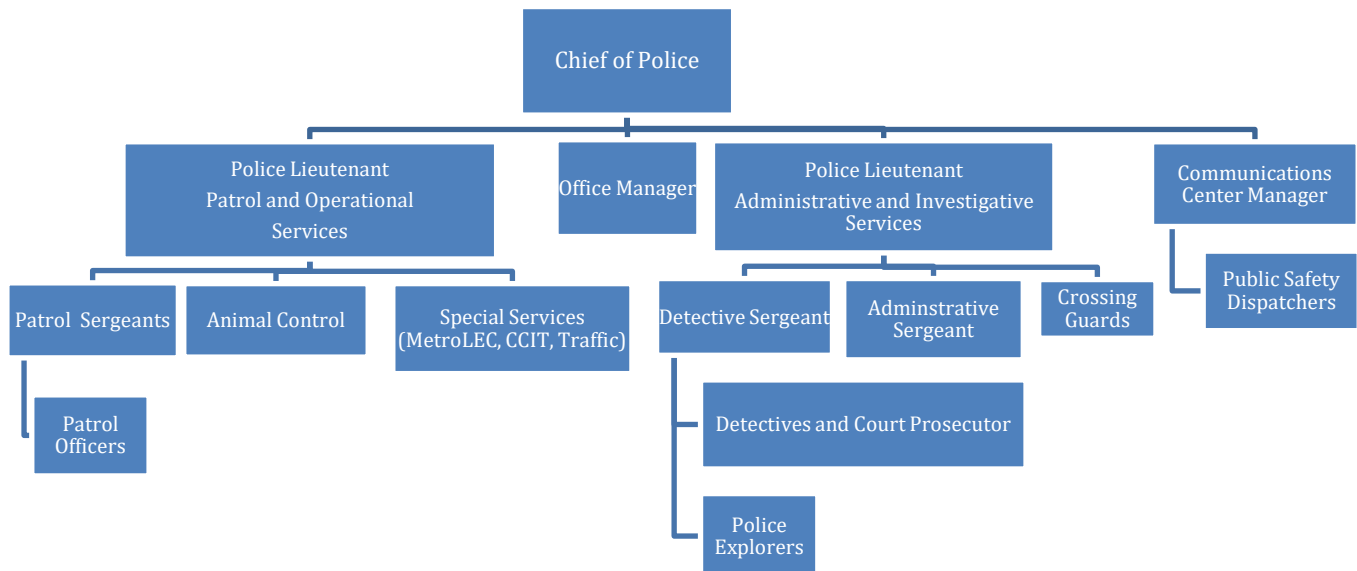 Chief of Police
Police Lieutenant
Patrol and Operational
Services
Office Manager
Police Lieutenant
Administrative and Investigative
Services
Communications
Center Manager
Patrol Sergeants
Animal Control
Special Services
(MetroLEC, CCIT, Traffic)
Detective Sergeant
Adminstrative
Sergeant
Crossing
Guards
Public Safety
Dispatchers
Patrol
Officers
Detectives and Court Prosecutor
Police
Explorers